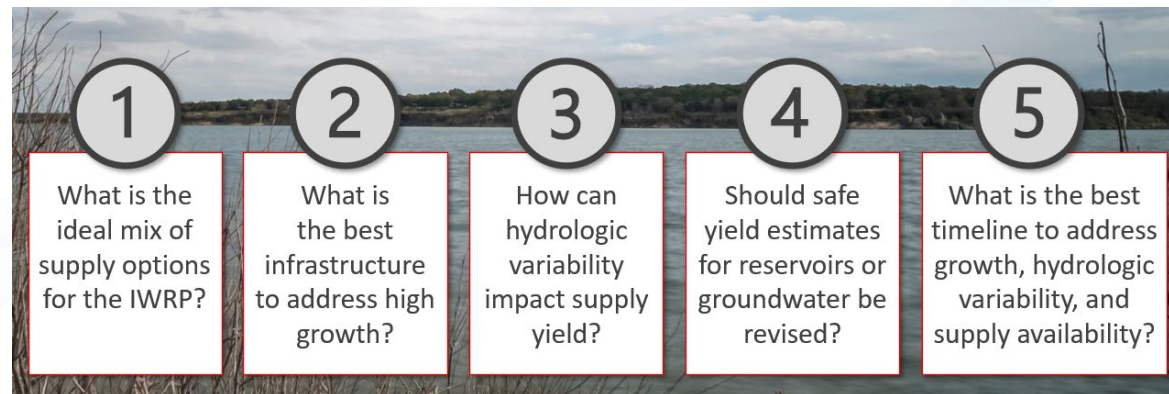 1
What is the
ideal mix of
supply options
for the IWRP?
2
What is
the best
infrastructure
to address high
growth?
3
How can
hydrologic
variability
impact supply
yield?
4
Should safe
yield estimates
for reservoirs or
groundwater be
revised?
5
What is the best
timeline to address
growth, hydrologic
variability, and
supply availability?